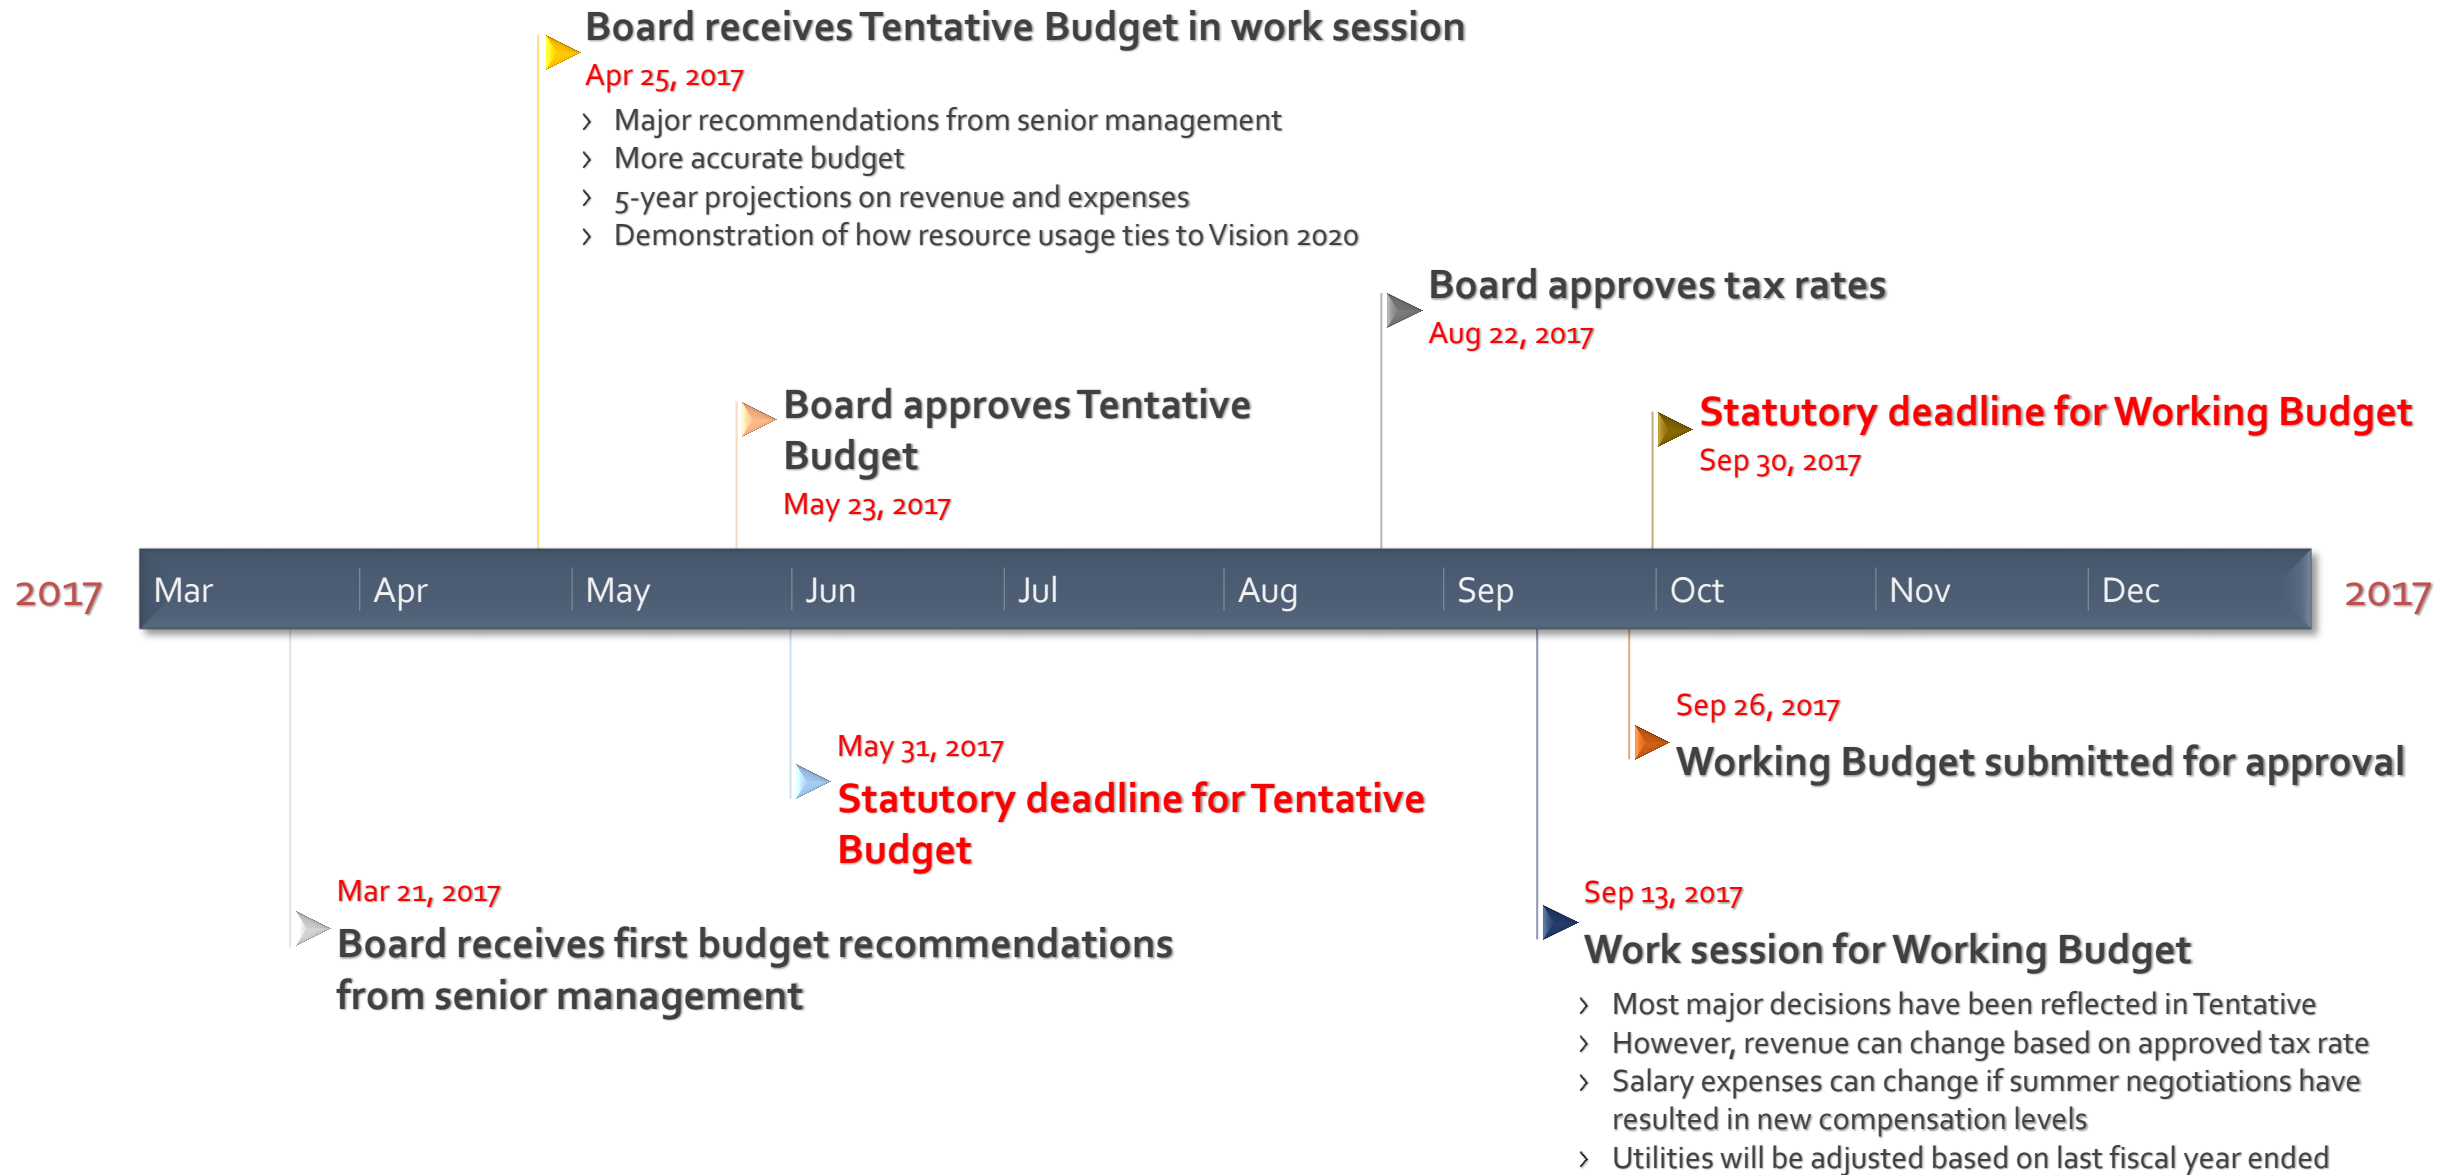 Board receives Tentative Budget in work session
Apr 25, 2017
› Major recommendations from senior management
› More accurate budget
› 5-year projections on revenue and expenses
› Demonstration of how resource usage ties to Vision 2020
Board approves tax rates
Aug 22, 2017
Board approves Tentative
Budget
May 23, 2017
Statutory deadline for Working Budget
Sep 30, 2017
2017 Mar Apr May Jun Jul Aug Sep Oct Nov Dec 2017
Sep 26, 2017
Working Budget submitted for approval
May 31, 2017
Statutory deadline for Tentative
Budget
Mar 21, 2017
Board receives first budget recommendations
from senior management
Sep 13, 2017
Work session for Working Budget
› Most major decisions have been reflected in Tentative
› However, revenue can change based on approved tax rate
› Salary expenses can change if summer negotiations have
resulted in new compensation levels
› Utilities will be adjusted based on last fiscal year ended